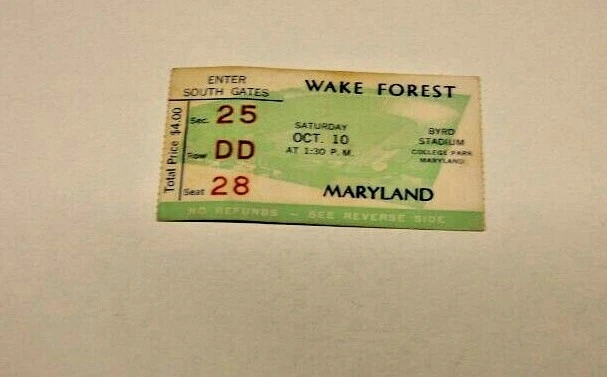 ENTER
SOUTH GATES
Total Price $4.00
Sec. 25
Row DD
Seat 28
WAKE FOREST
SATURDAY
OCT. 10
AT 1:30 P.M.
BYRD
STADIUM
COLLEGE PARK
MARYLAND
MARYLAND
NO REFUNDS — SEE REVERSE SIDE